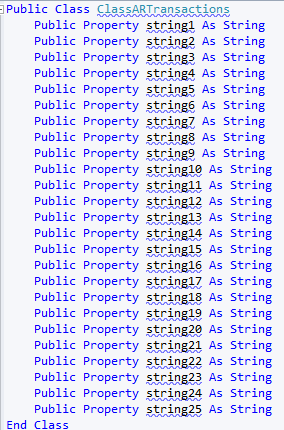 Public Class ClassARTransactions
Public Property string1 As String
Public Property string2 As String
Public Property string3 As String
Public Property string4 As String
Public Property string5 As String
Public Property string6 As String
Public Property string7 As String
Public Property string8 As String
Public Property string9 As String
Public Property string10 As String
Public Property string11 As String
Public Property string12 As String
Public Property string13 As String
Public Property string14 As String
Public Property string15 As String
Public Property string16 As String
Public Property string17 As String
Public Property string18 As String
Public Property string19 As String
Public Property string20 As String
Public Property string21 As String
Public Property string22 As String
Public Property string23 As String
Public Property string24 As String
Public Property string25 As String
End Class